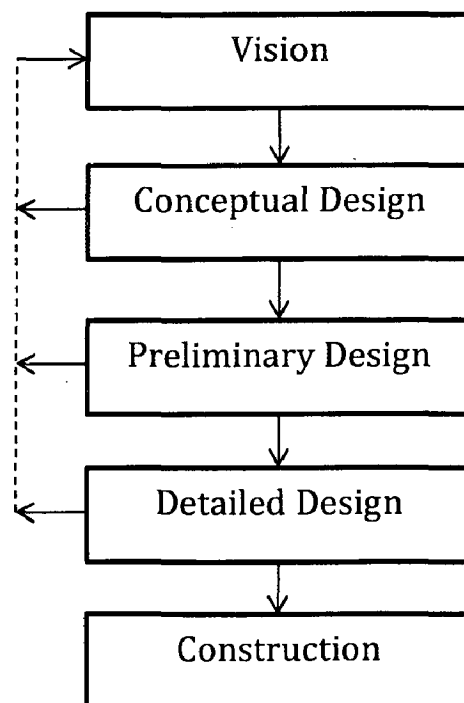 Vision
Conceptual Design
Preliminary Design
Detailed Design
Construction